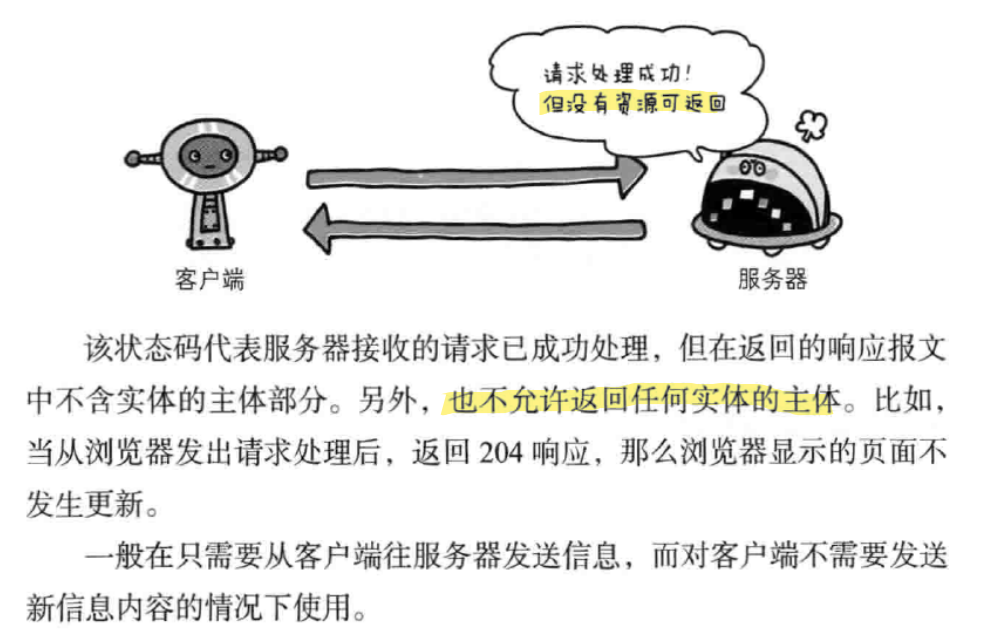 请求处理成功!
但没有资源可返回
客户端
服务器
该状态码代表服务器接收的请求已成功处理，但在返回的响应报文
中不含实体的主体部分。另外，也不允许返回任何实体的主体。比如，
当从浏览器发出请求处理后，返回 204 响应，那么浏览器显示的页面不
发生更新。
一般在只需要从客户端往服务器发送信息，而对客户端不需要发送
新信息内容的情况下使用。